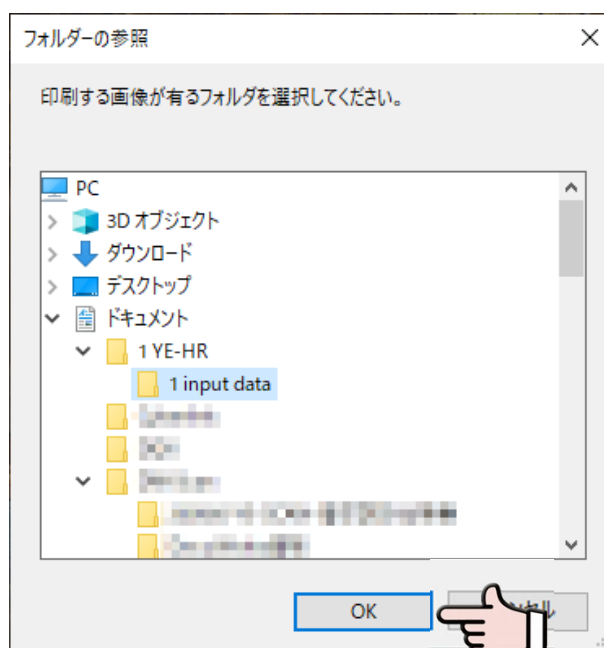 フォルダーの参照
印刷する画像が有るフォルダを選択してください。
PC
3D オブジェクト
ダウンロード
デスクトップ
ドキュメント
1 YE-HR
1 input data
OK